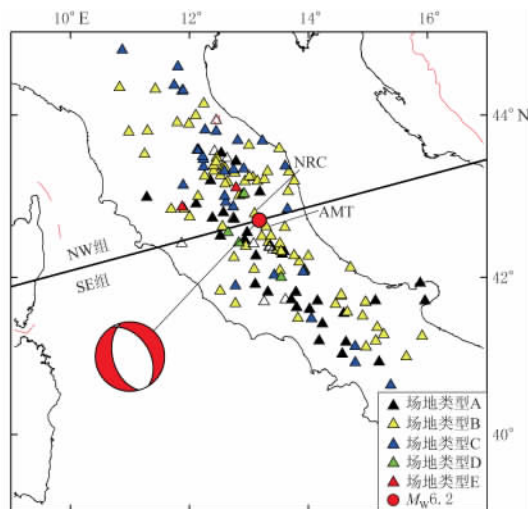 10° E
12°
14°
16°
44° N
NRC
AMT
NW组
SE组
42°
40°
场地类型A
场地类型B
场地类型C
场地类型D
场地类型E
Mw6.2